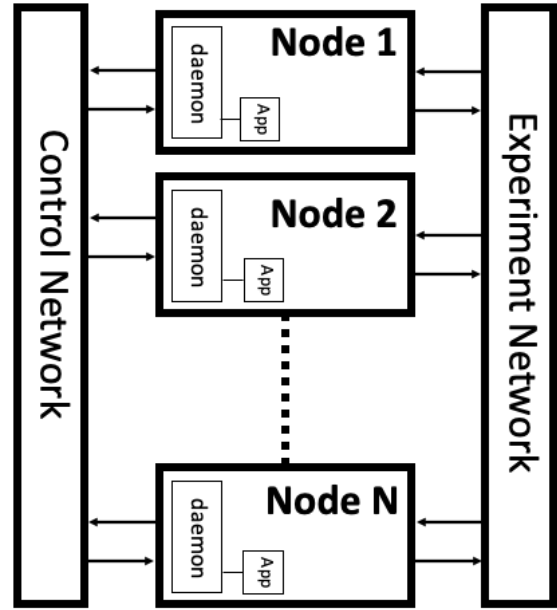 Control Network
Node 1
daemon
App
Node 2
daemon
App
Node N
daemon
App
Experiment Network